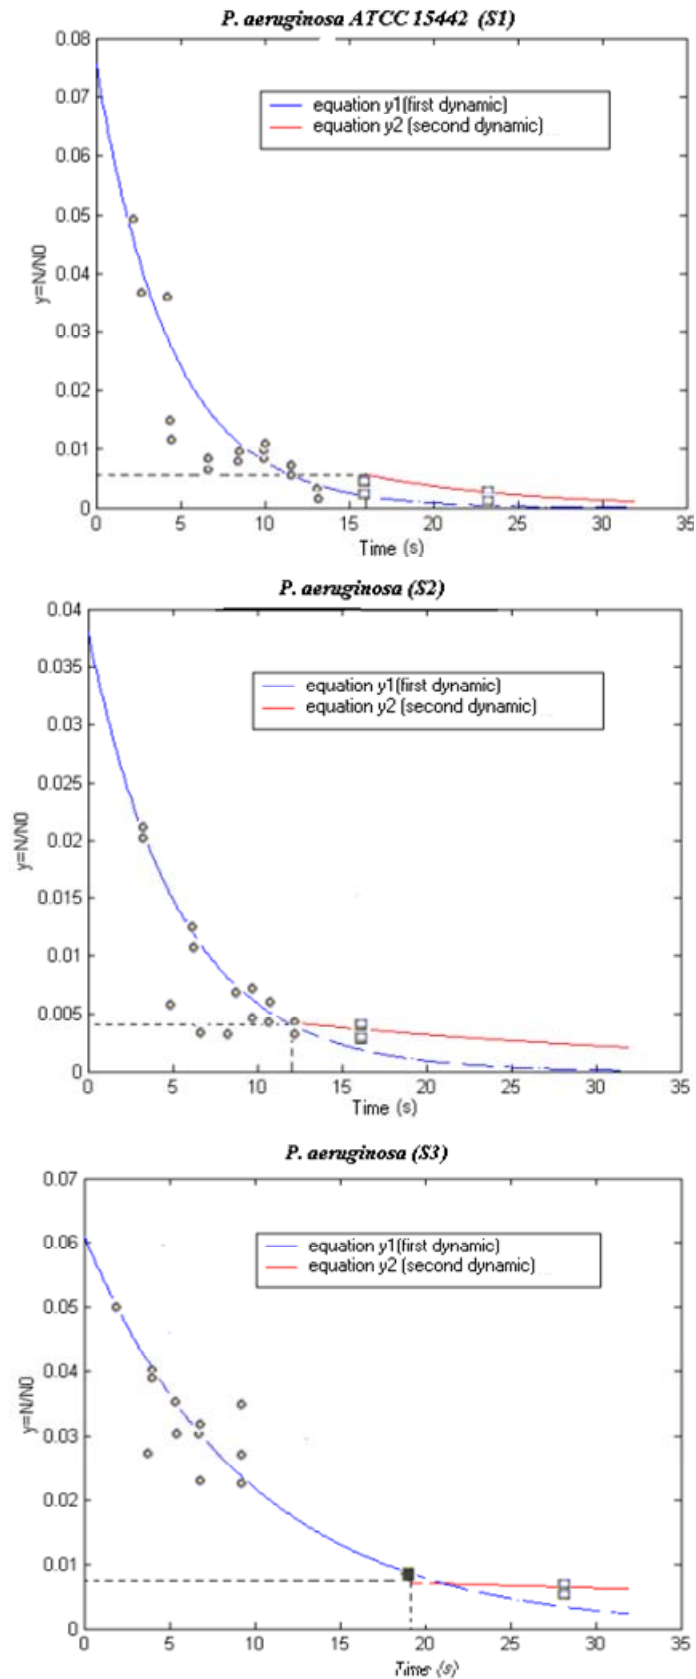 P. aeruginosa ATCC 15442 (S1)
0.08
0.07
0.06
0.05
0.04
0.03
0.02
0.01
0
y=N/N0
equation y1(first dynamic)
equation y2 (second dynamic)
0 5 10 15 20 25 30 35
Time (s)
P. aeruginosa (S2)
0.04
0.035
0.03
0.025
0.02
0.015
0.01
0.005
0
y=N/N0
equation y1(first dynamic)
equation y2 (second dynamic)
0 5 10 15 20 25 30 35
Time (s)
P. aeruginosa (S3)
0.07
0.06
0.05
0.04
0.03
0.02
0.01
0
y=N/N0
equation y1(first dynamic)
equation y2 (second dynamic)
0 5 10 15 20 25 30 35
Time (s)